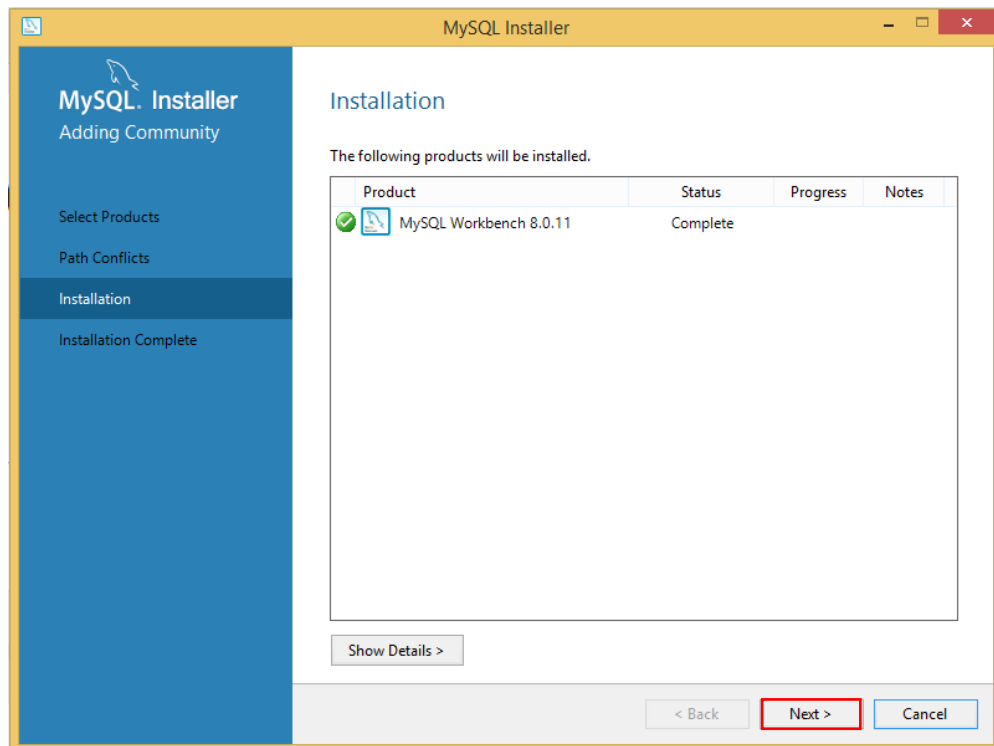 MySQL Installer
MySQL. Installer
Adding Community
Select Products
Path Conflicts
Installation
Installation Complete
Installation
The following products will be installed.
Product Status Progress Notes
MySQL Workbench 8.0.11 Complete
Show Details >
< Back Next > Cancel